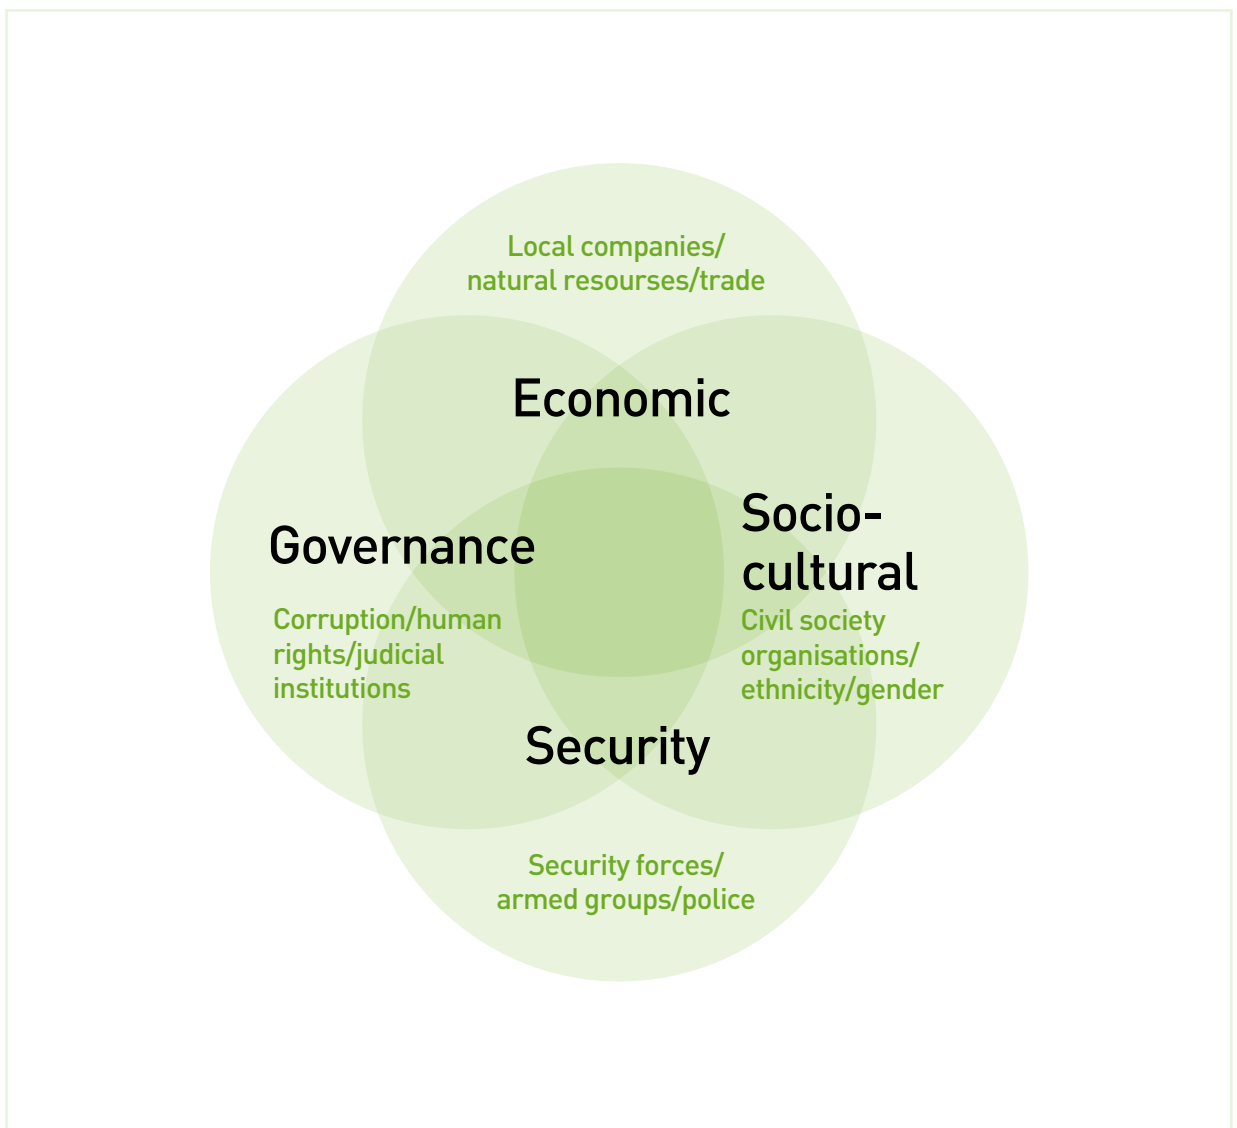 Local companies/
natural resourses/trade
Economic
Governance
Corruption/human
rights/judicial
institutions
Socio-
cultural
Civil society
organisations/
ethnicity/gender
Security
Security forces/
armed groups/police